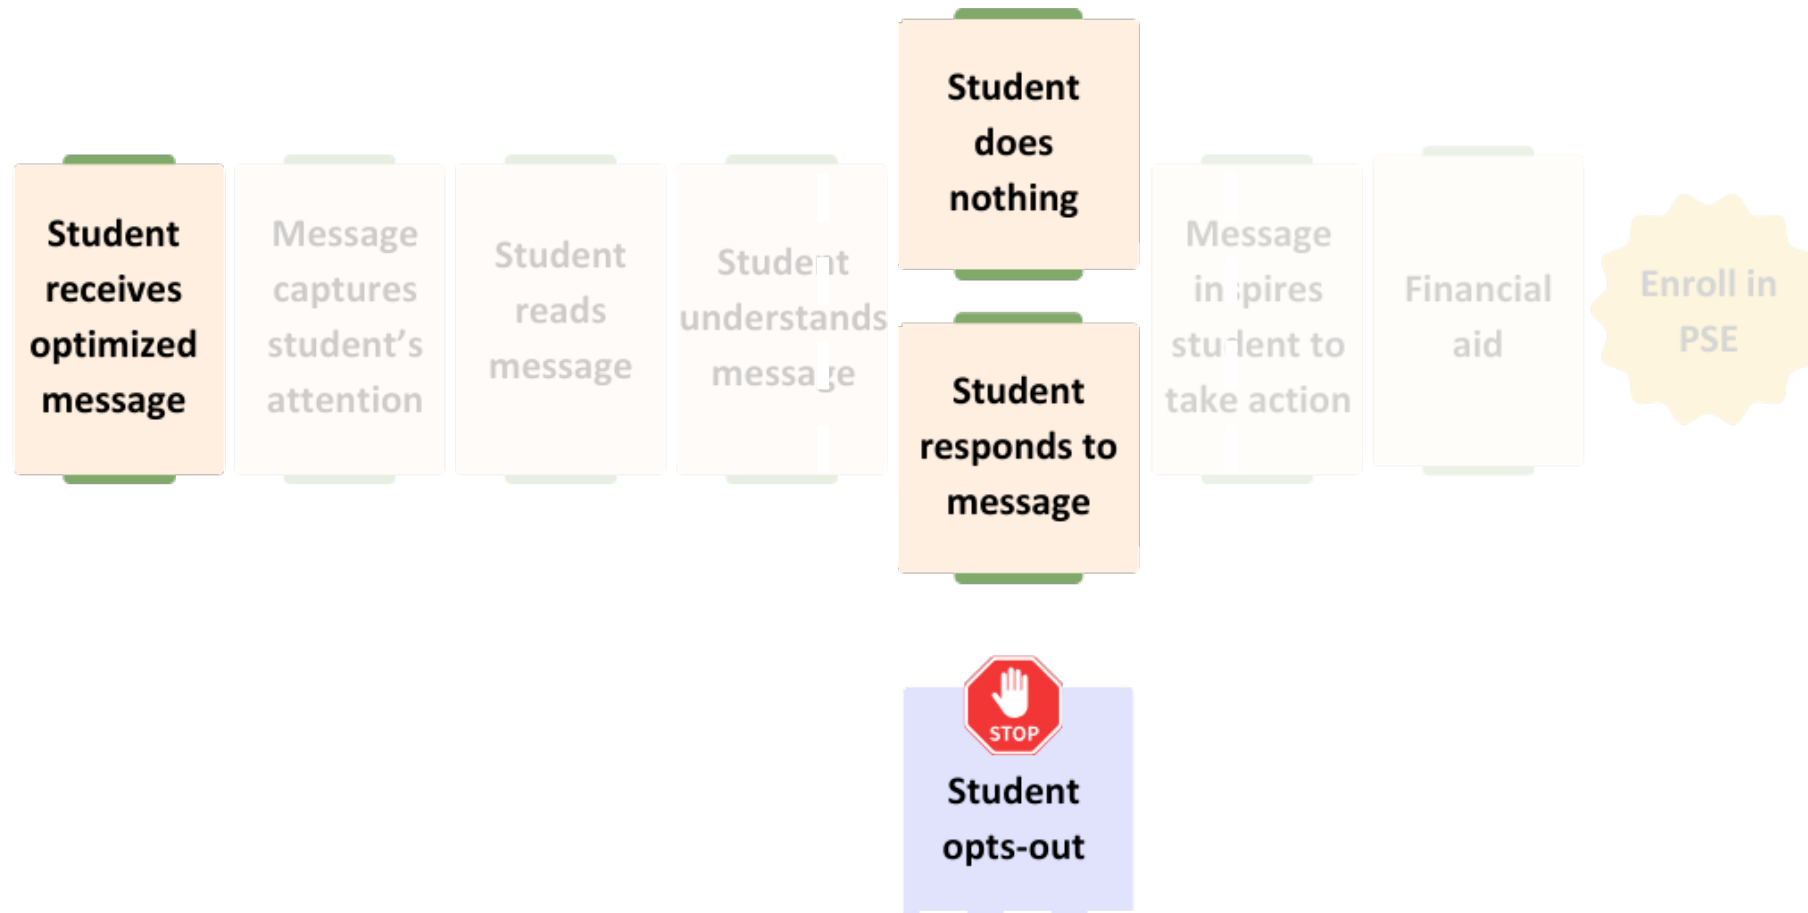 Student
receives
optimized
message
Message
captures
student's
attention
Student
reads
message
Student
understands
message
Student
does
nothing
Student
responds to
message
STOP
Student
opts-out
Message
inspires
student to
take action
Financial
aid
Enroll in
PSE